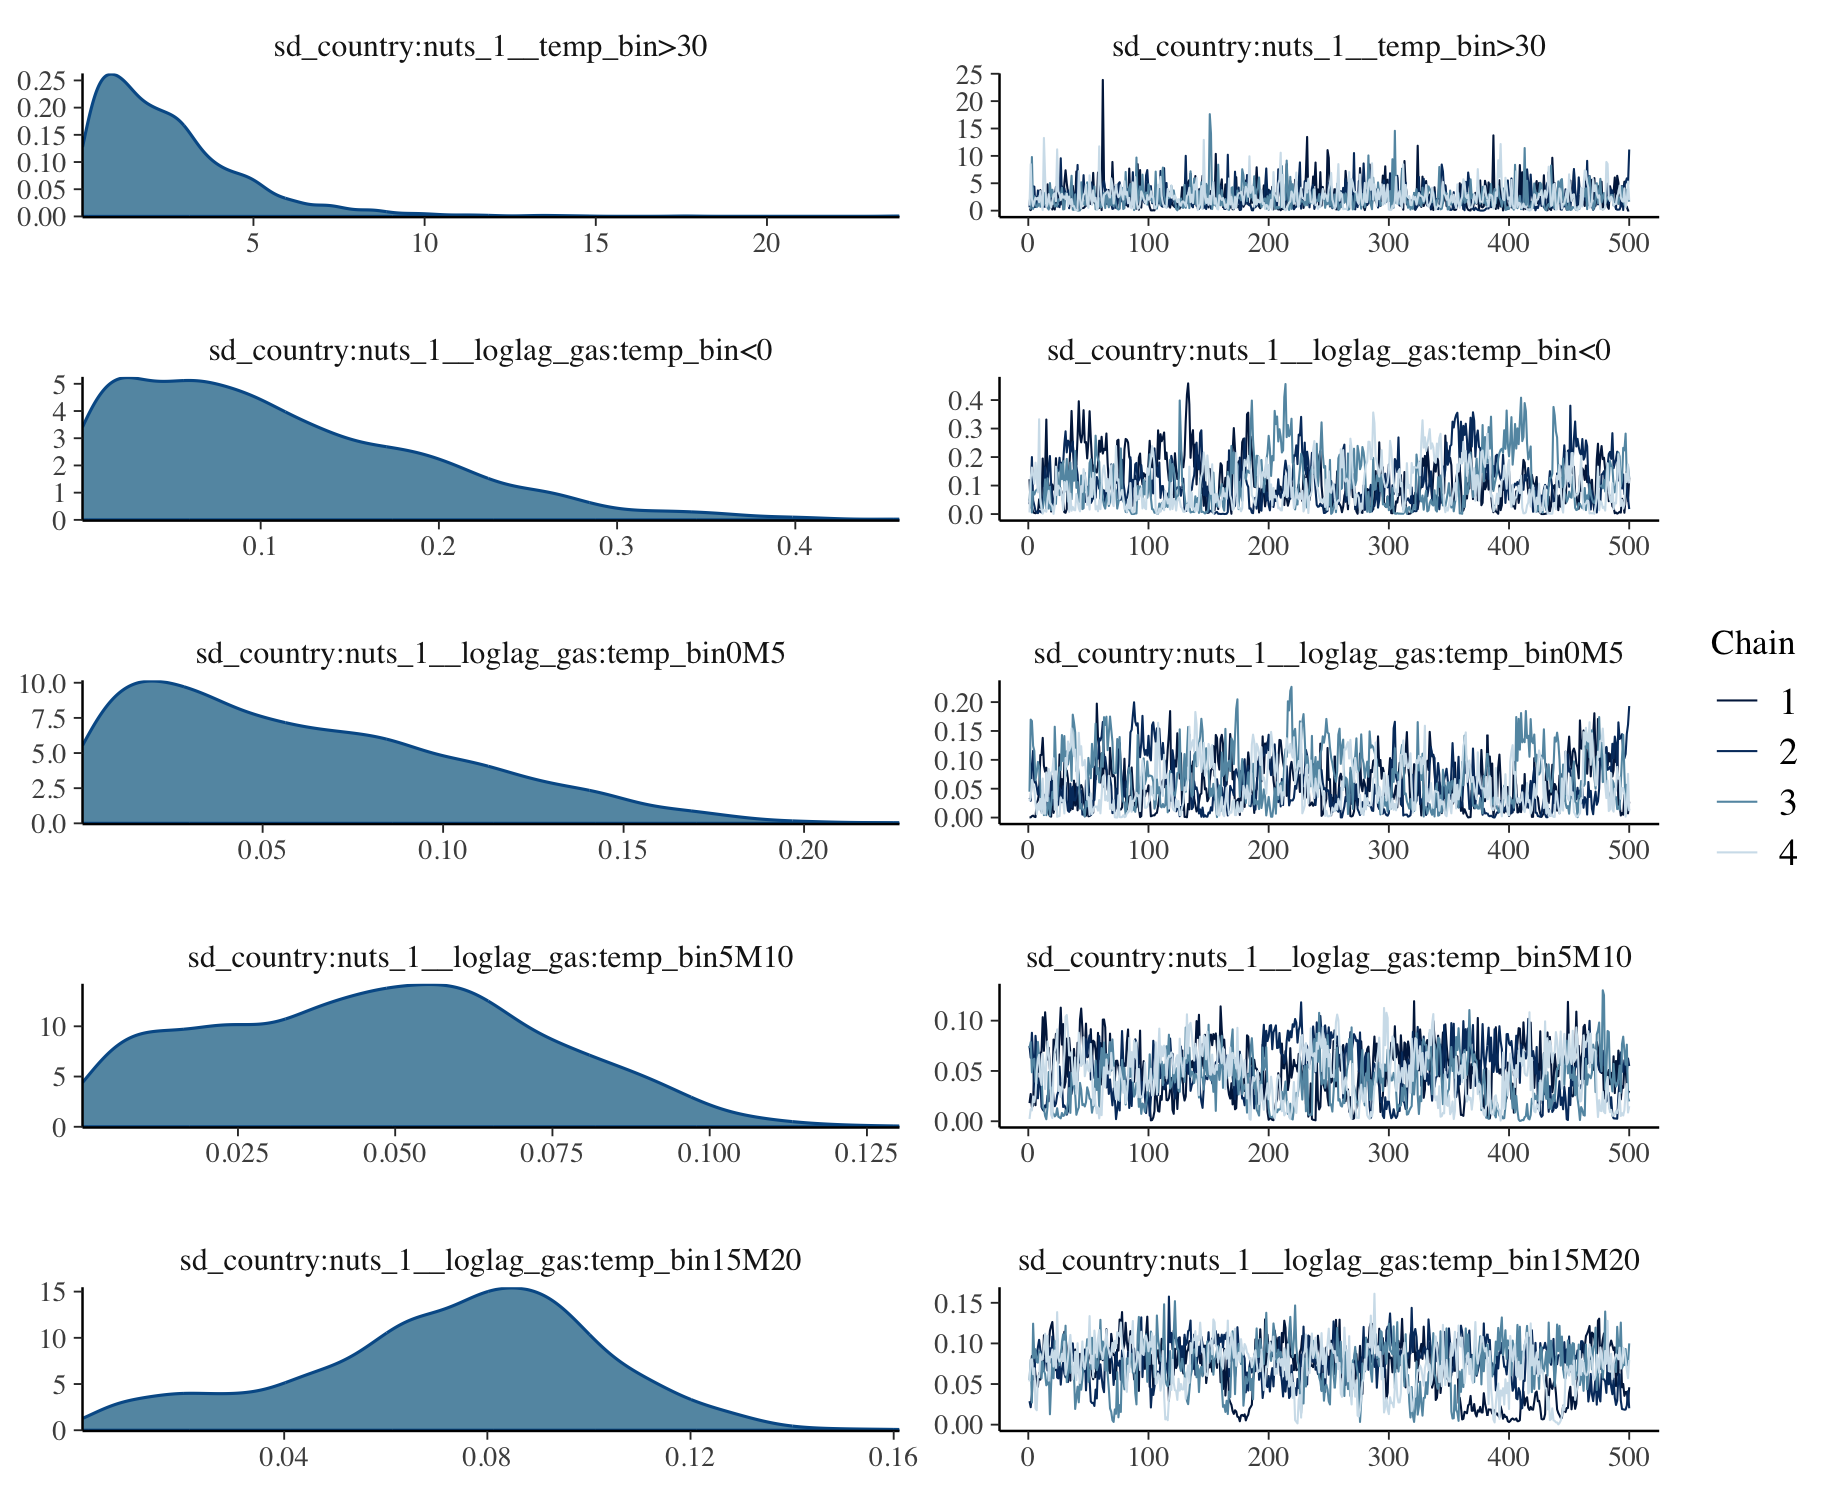 sd_country:nuts_1__temp_bin>30
sd_country:nuts_1__temp_bin>30
0.25
0.20
0.15
0.10
0.05
0.00
5 10 15 20
25
20
15
10
5
0
0 100 200 300 400 500
sd_country:nuts_1__loglag_gas:temp_bin<0
sd_country:nuts_1__loglag_gas:temp_bin<0
5
4
3
2
1
0
0.1 0.2 0.3 0.4
0.4
0.3
0.2
0.1
0.0
0 100 200 300 400 500
sd_country:nuts_1__loglag_gas:temp_bin0M5
sd_country:nuts_1__loglag_gas:temp_bin0M5
10.0
7.5
5.0
2.5
0.0
0.05 0.10 0.15 0.20
0.20
0.15
0.10
0.05
0.00
0 100 200 300 400 500
Chain
1
2
3
4
sd_country:nuts_1__loglag_gas:temp_bin5M10
sd_country:nuts_1__loglag_gas:temp_bin5M10
10
5
0
0.025 0.050 0.075 0.100 0.125
0.10
0.05
0.00
0 100 200 300 400 500
sd_country:nuts_1__loglag_gas:temp_bin15M20
sd_country:nuts_1__loglag_gas:temp_bin15M20
15
10
5
0
0.04 0.08 0.12 0.16
0.15
0.10
0.05
0.00
0 100 200 300 400 500